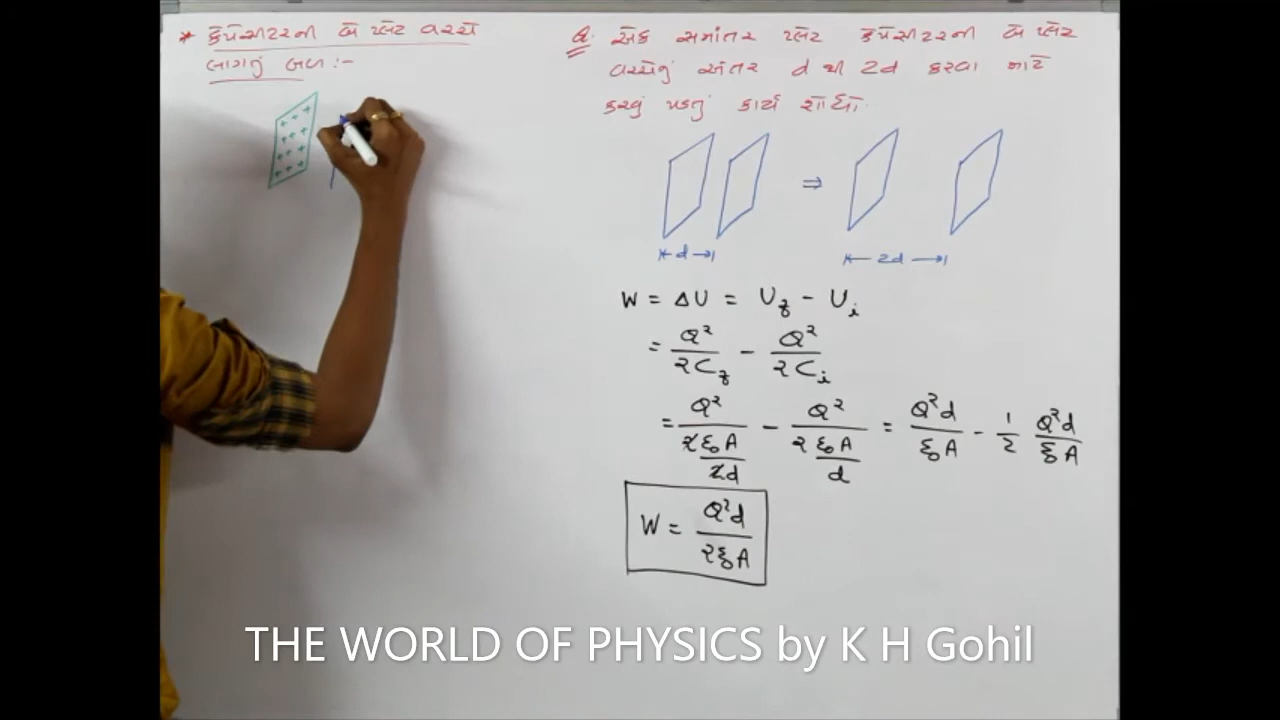 * કેપેસીટરની બે પ્લેટ વચ્ચે
લાગતું બળ :-
Q. એક સમાંતર પ્લેટ કેપેસીટરની બે પ્લેટ
વચ્ચેનું અંતર d થી 2d કરવા માટે
કરવું પડતું કાર્ય શોધો.
+ + +
+ + +
+ + +
+ + +
⇒
d
2d
W = ΔU = U_f - U_i
= Q²/2C_f - Q²/2C_i
= Q²/(2ε₀A/2d) - Q²/(2ε₀A/d) = Q²d/ε₀A - 1/2 Q²d/ε₀A
W = Q²d/2ε₀A
THE WORLD OF PHYSICS by K H Gohil